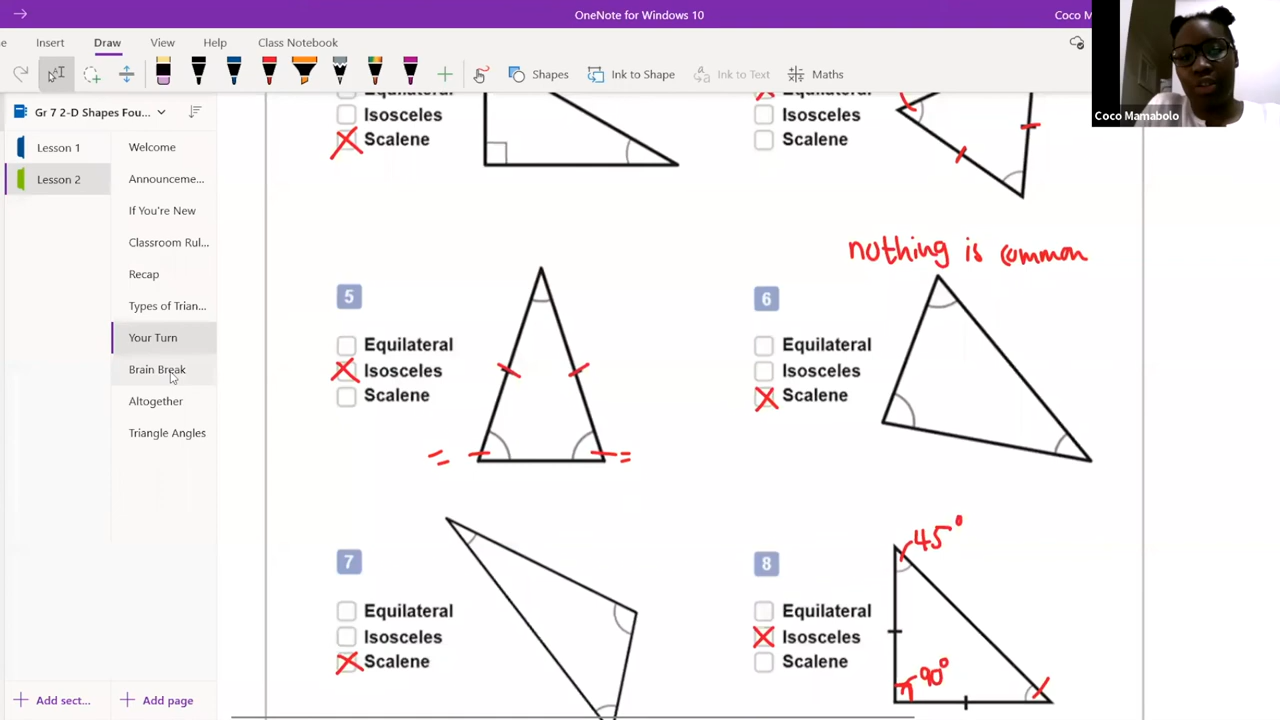 OneNote for Windows 10
Coco M
Insert
Draw
View
Help
Class Notebook
Shapes
Ink to Shape
Ink to Text
Maths
Coco Mamabolo
Gr 7 2-D Shapes Fou...
Lesson 1
Lesson 2
Welcome
Announceme...
If You're New
Classroom Rul...
Recap
Types of Trian...
Your Turn
Brain Break
Altogether
Triangle Angles
Add sect...
Add page
Equilateral
Isosceles
Scalene
Equilateral
Isosceles
Scalene
nothing is common
5
Equilateral
Isosceles
Scalene
= =
6
Equilateral
Isosceles
Scalene
7
Equilateral
Isosceles
Scalene
8
Equilateral
Isosceles
Scalene
45°
90°